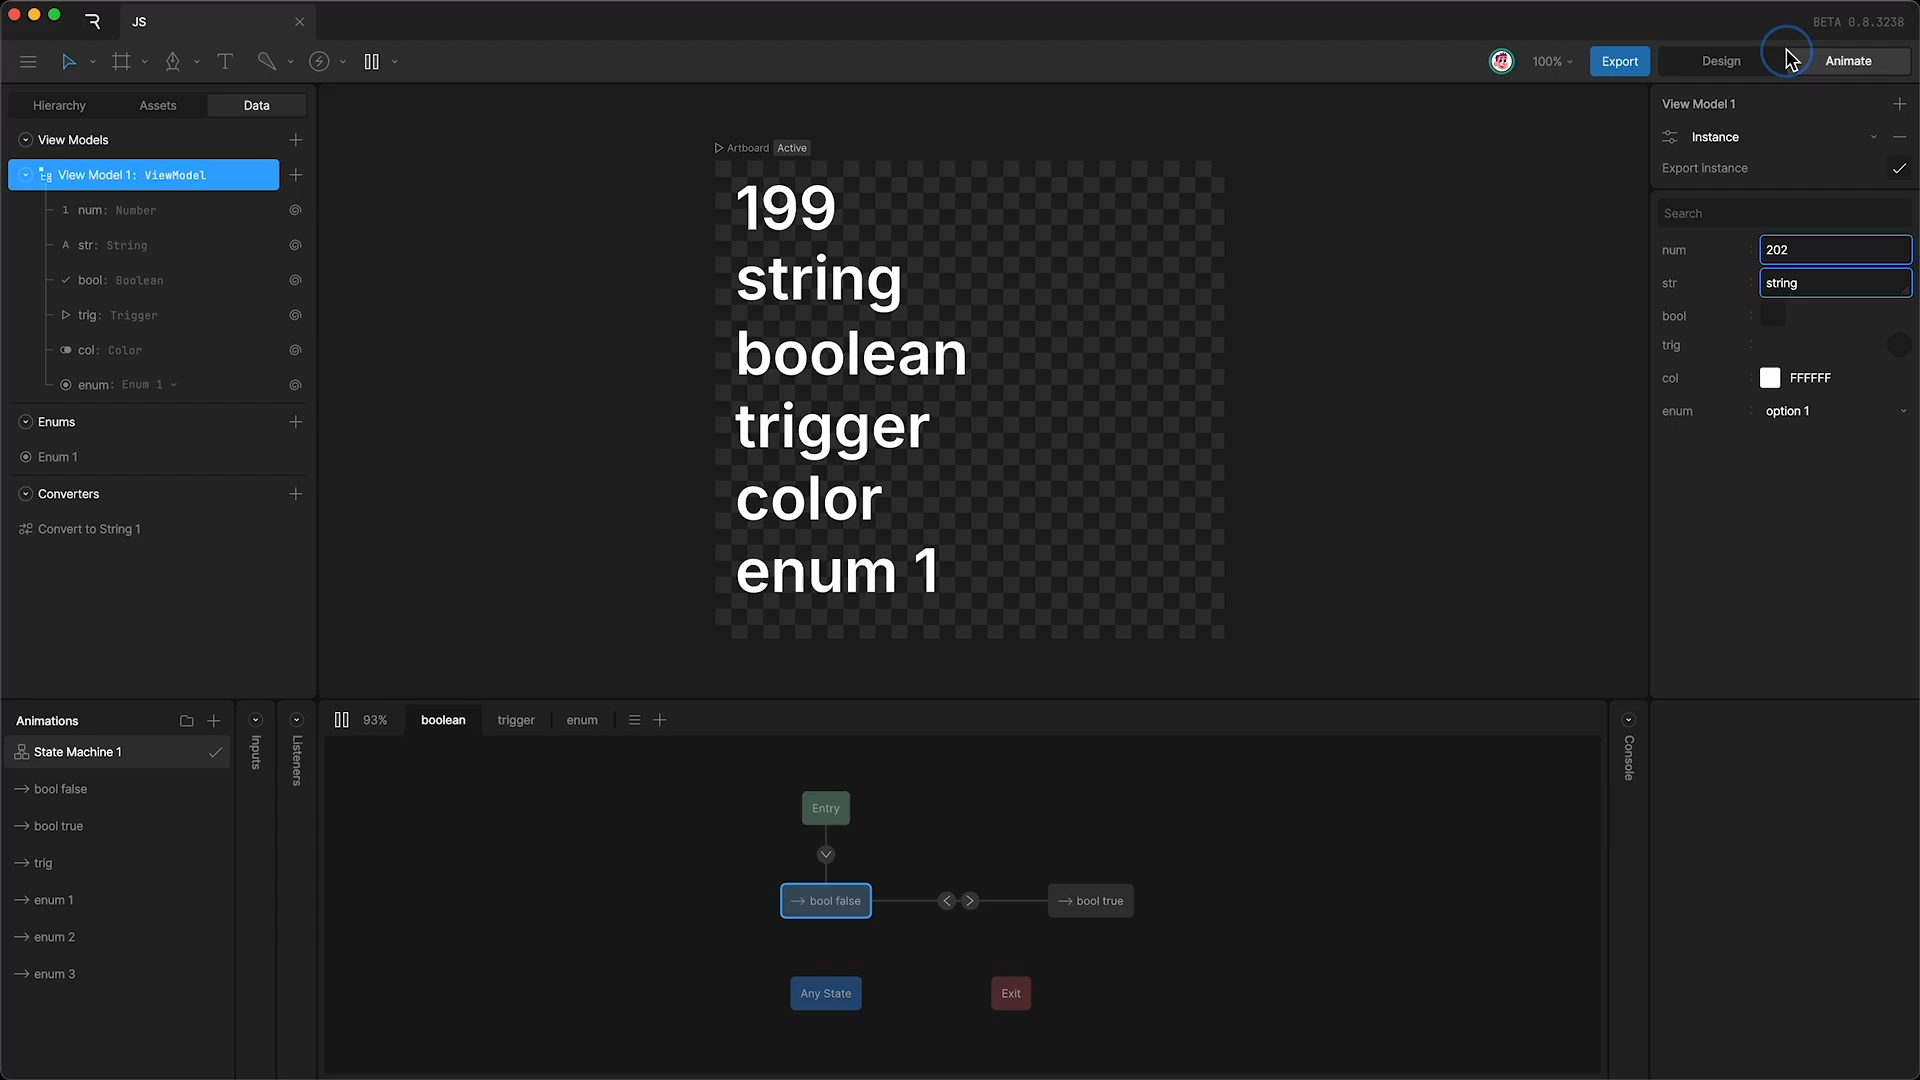 JS
BETA 0.8.3238
100%
Export
Design
Animate
Hierarchy
Assets
Data
View Models
View Model 1: ViewModel
num: Number
str: String
bool: Boolean
trig: Trigger
col: Color
enum: Enum 1
Enums
Enum 1
Converters
Convert to String 1
Artboard Active
199
string
boolean
trigger
color
enum 1
View Model 1
Instance
Export instance
Search
num : 202
str : string
bool :
trig :
col : FFFFFF
enum : option 1
Animations
State Machine 1
bool false
bool true
trig
enum 1
enum 2
enum 3
Inputs
Listeners
93%
boolean
trigger
enum
Entry
bool false
bool true
Any State
Exit
Console